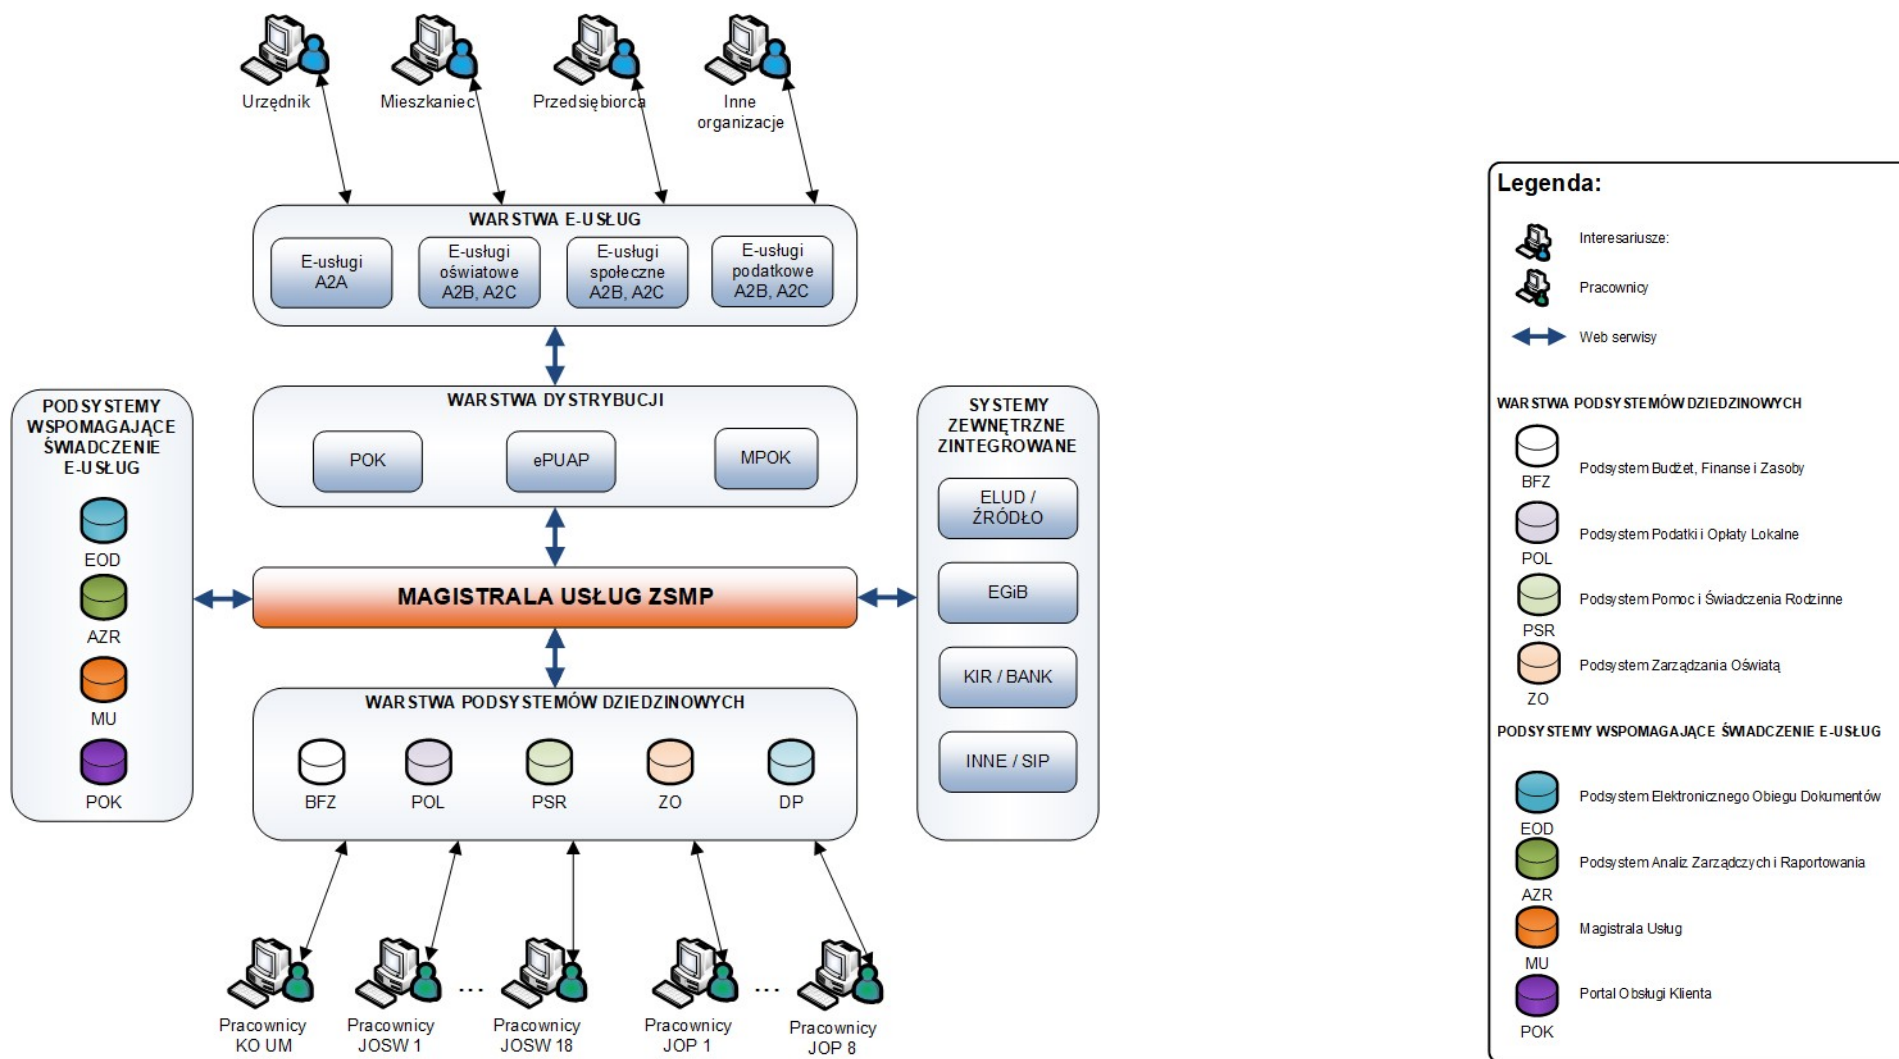 Urzędnik
Mieszkaniec
Przedsiębiorca
Inne
organizacje
WARSTWA E-USŁUG
E-usługi
A2A
E-usługi
oświatowe
A2B, A2C
E-usługi
społeczne
A2B, A2C
E-usługi
podatkowe
A2B, A2C
PODSYSTEMY
WSPOMAGAJĄCE
ŚWIADCZENIE
E-USŁUG
EOD
AZR
MU
POK
WARSTWA DYSTRYBUCJI
POK
ePUAP
MPOK
MAGISTRALA USŁUG ZSMP
SYSTEMY
ZEWNĘTRZNE
ZINTEGROWANE
ELUD /
ŹRÓDŁO
EGiB
KIR / BANK
INNE / SIP
WARSTWA PODSYSTEMÓW DZIEDZINOWYCH
BFZ
POL
PSR
ZO
DP
...
...
Pracownicy
KO UM
Pracownicy
JOSW 1
Pracownicy
JOSW 18
Pracownicy
JOP 1
Pracownicy
JOP 8
Legenda:
Interesariusze:
Pracownicy
Web serwisy
WARSTWA PODSYSTEMÓW DZIEDZINOWYCH
Podsystem Budżet, Finanse i Zasoby
BFZ
Podsystem Podatki i Opłaty Lokalne
POL
Podsystem Pomoc i Świadczenia Rodzinne
PSR
Podsystem Zarządzania Oświatą
ZO
PODSYSTEMY WSPOMAGAJĄCE ŚWIADCZENIE E-USŁUG
Podsystem Elektronicznego Obiegu Dokumentów
EOD
Podsystem Analiz Zarządczych i Raportowania
AZR
Magistrala Usług
MU
Portal Obsługi Klienta
POK